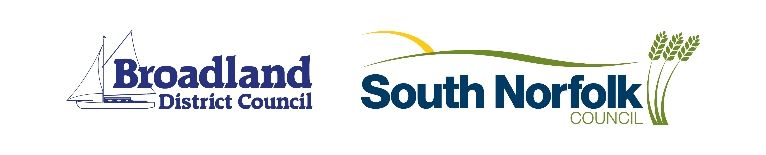 Broadland
District Council
South Norfolk
COUNCIL